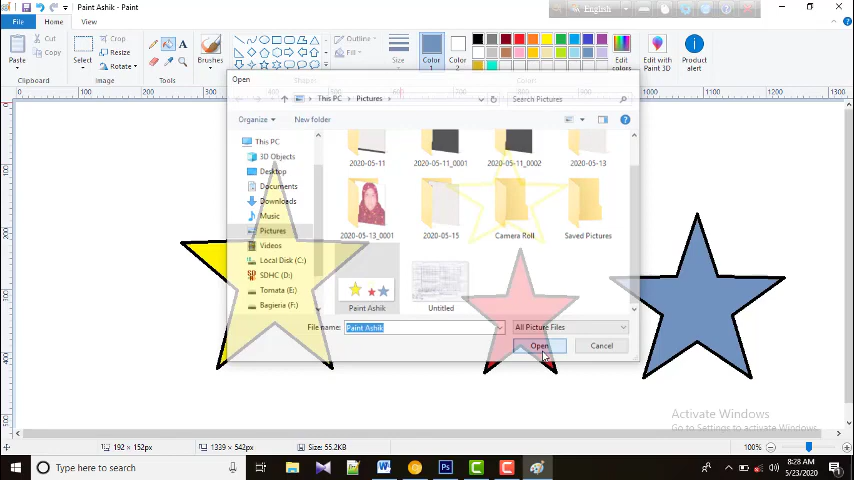 Paint Ashik - Paint
English
File
Home
View
Cut
Copy
Paste
Clipboard
Select
Crop
Resize
Rotate
Image
Tools
Brushes
Outline
Fill
Shapes
Size
Color
1
Color
2
Colors
Edit
colors
Edit with
Paint 3D
Product
alert
Open
This PC
Pictures
Search Pictures
Organize
New folder
This PC
3D Objects
Desktop
Documents
Downloads
Music
Pictures
Videos
Local Disk (C:)
SDHC (D:)
Tomata (E:)
Bagieria (F:)
2020-05-11
2020-05-11_0001
2020-05-11_0002
2020-05-13
2020-05-13_0001
2020-05-15
Camera Roll
Saved Pictures
Paint Ashik
Untitled
File name:
Paint Ashik
All Picture Files
Open
Cancel
Activate Windows
Go to Settings to activate Windows.
192 × 152px
1339 × 542px
Size: 55.2KB
100%
Type here to search
8:28 AM
5/23/2020